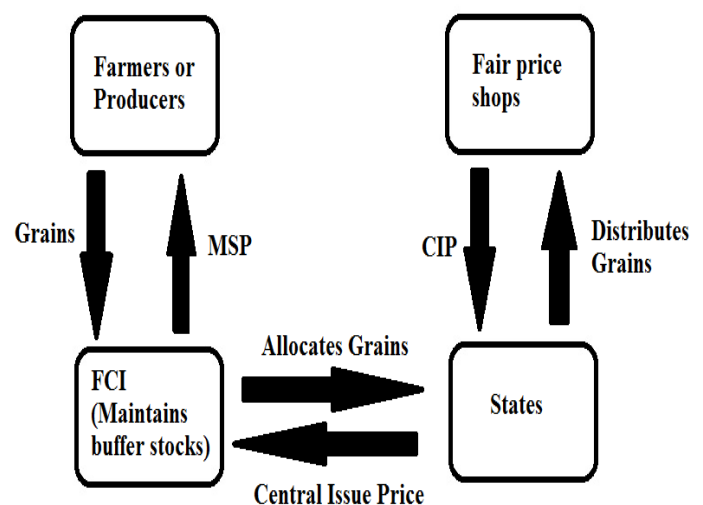 Farmers or
Producers
Fair price
shops
Grains
MSP
CIP
Distributes
Grains
Allocates Grains
FCI
(Maintains
buffer stocks)
States
Central Issue Price